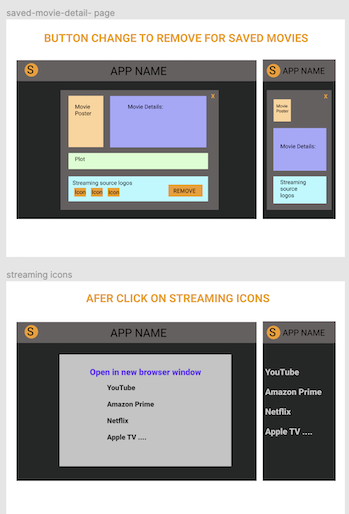 saved-movie-detail- page
BUTTON CHANGE TO REMOVE FOR SAVED MOVIES
S
APP NAME
x
Movie
Poster
Movie Details:
Plot
Streaming source logos
Icon Icon Icon
REMOVE
S
APP NAME
x
Movie
Poster
Movie Details:
Streaming
source
logos
streaming icons
AFER CLICK ON STREAMING ICONS
S
APP NAME
Open in new browser window
YouTube
Amazon Prime
Netflix
Apple TV ....
S
APP NAME
YouTube
Amazon Prime
Netflix
Apple TV ....